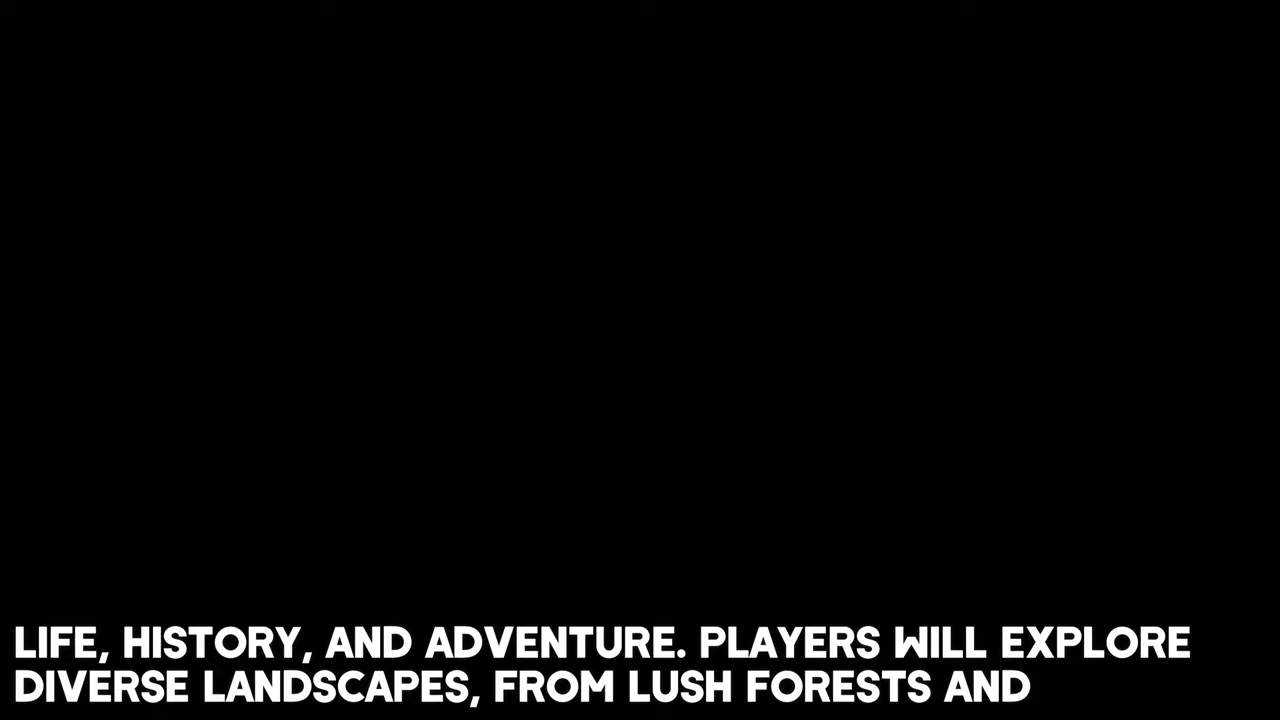 LIFE, HISTORY, AND ADVENTURE. PLAYERS WILL EXPLORE
DIVERSE LANDSCAPES, FROM LUSH FORESTS AND